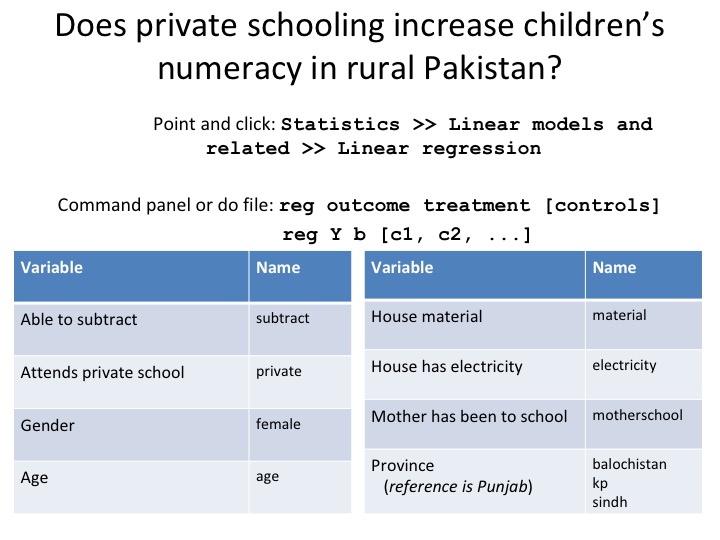 Does private schooling increase children’s
numeracy in rural Pakistan?
Point and click: Statistics >> Linear models and
related >> Linear regression
Command panel or do file: reg outcome treatment [controls]
reg Y b [c1, c2, ...]
Variable Name
Able to subtract subtract
Attends private school private
Gender female
Age age
Variable Name
House material material
House has electricity electricity
Mother has been to school motherschool
Province balochistan
(reference is Punjab) kp
sindh